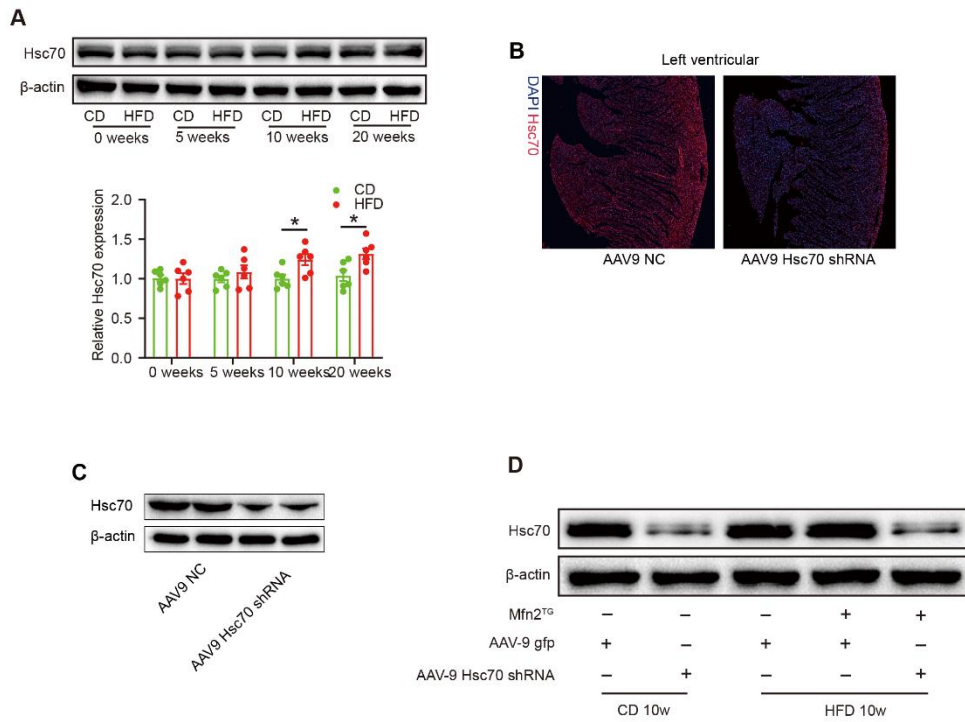 A
Hsc70
β-actin
CD HFD CD HFD CD HFD CD HFD
0 weeks 5 weeks 10 weeks 20 weeks
CD
HFD
Relative Hsc70 expression
2.0
1.5
1.0
0.5
0.0
* *
0 weeks 5 weeks 10 weeks 20 weeks
B
Left ventricular
DAPI Hsc70
AAV9 NC AAV9 Hsc70 shRNA
C
Hsc70
β-actin
AAV9 NC
AAV9 Hsc70 shRNA
D
Hsc70
β-actin
Mfn2ᵀᴳ – – – + +
AAV-9 gfp + – + + –
AAV-9 Hsc70 shRNA – + – – +
CD 10w HFD 10w